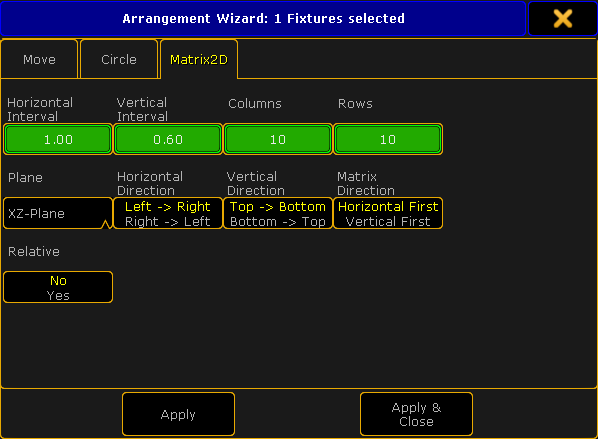 Arrangement Wizard: 1 Fixtures selected
Move
Circle
Matrix2D
Horizontal
Interval
Vertical
Interval
Columns
Rows
1.00
0.60
10
10
Plane
Horizontal
Direction
Vertical
Direction
Matrix
Direction
XZ-Plane
Left -> Right
Right -> Left
Top -> Bottom
Bottom -> Top
Horizontal First
Vertical First
Relative
No
Yes
Apply
Apply &
Close